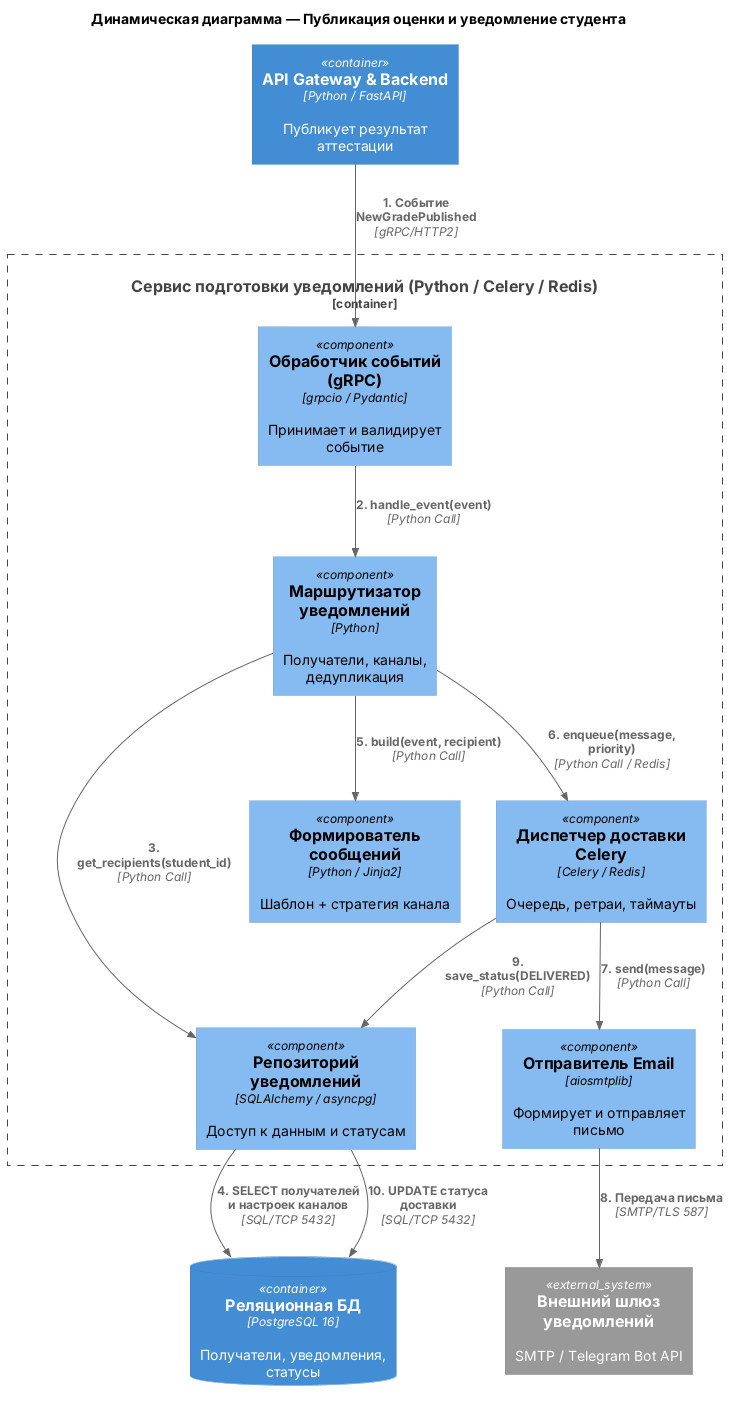 Динамическая диаграмма — Публикация оценки и уведомление студента
«container»
API Gateway & Backend
[Python / FastAPI]
Публикует результат
аттестации
1. Событие
NewGradePublished
[gRPC/HTTP2]
Сервис подготовки уведомлений (Python / Celery / Redis)
[container]
«component»
Обработчик событий
(gRPC)
[grpcio / Pydantic]
Принимает и валидирует
событие
2. handle_event(event)
[Python Call]
«component»
Маршрутизатор
уведомлений
[Python]
Получатели, каналы,
дедупликация
5. build(event, recipient)
[Python Call]
6. enqueue(message,
priority)
[Python Call / Redis]
3.
get_recipients(student_id)
[Python Call]
«component»
Формирователь
сообщений
[Python / Jinja2]
Шаблон + стратегия канала
«component»
Диспетчер доставки
Celery
[Celery / Redis]
Очередь, ретраи, таймауты
9.
save_status(DELIVERED)
[Python Call]
7. send(message)
[Python Call]
«component»
Репозиторий
уведомлений
[SQLAlchemy / asyncpg]
Доступ к данным и статусам
«component»
Отправитель Email
[aiosmtplib]
Формирует и отправляет
письмо
4. SELECT получателей
и настроек каналов
[SQL/TCP 5432]
10. UPDATE статуса
доставки
[SQL/TCP 5432]
8. Передача письма
[SMTP/TLS 587]
«container»
Реляционная БД
[PostgreSQL 16]
Получатели, уведомления,
статусы
«external_system»
Внешний шлюз
уведомлений
SMTP / Telegram Bot API